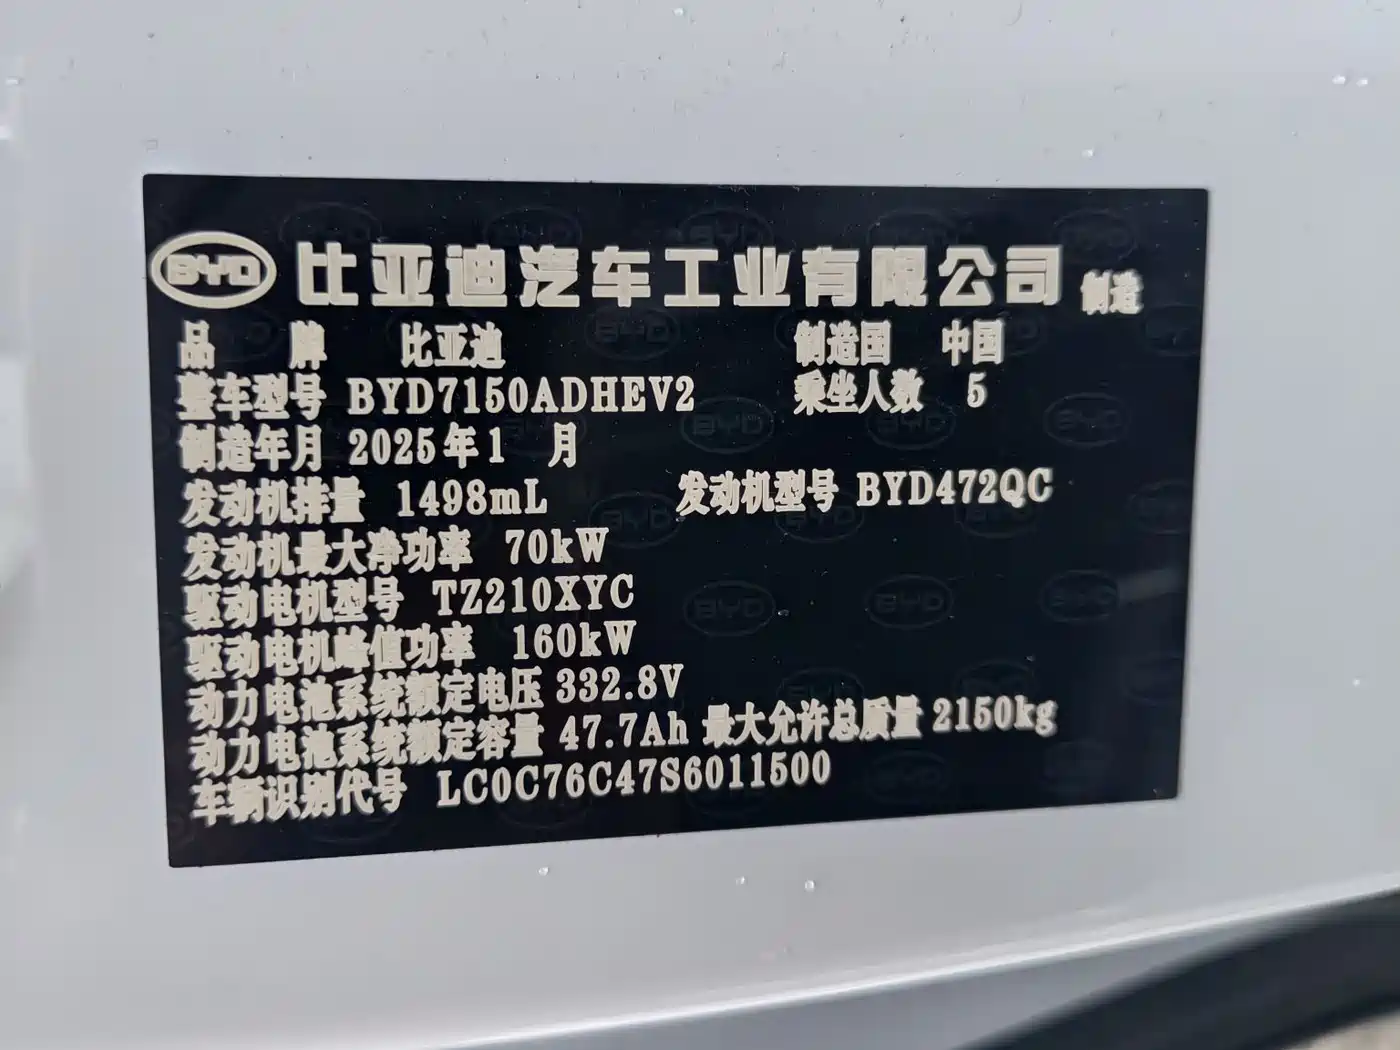 BYD 比亚迪汽车工业有限公司 制造
品 牌 比亚迪 制造国 中国
整车型号 BYD7150ADHEV2 乘坐人数 5
制造年月 2025年1 月
发动机排量 1498mL 发动机型号 BYD472QC
发动机最大净功率 70kW
驱动电机型号 TZ210XYC
驱动电机峰值功率 160kW
动力电池系统额定电压 332.8V
动力电池系统额定容量 47.7Ah 最大允许总质量 2150kg
车辆识别代号 LC0C76C47S6011500